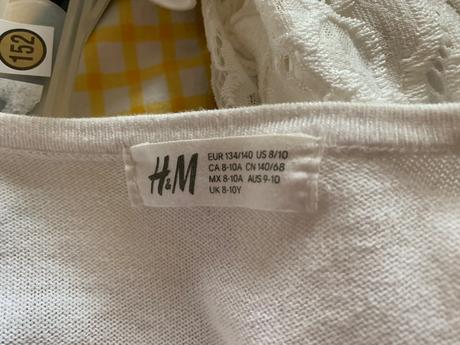 152
H&M
EUR 134/140 US 8/10
CA 8-10A CN 140/68
MX 8-10A AUS 9-10
UK 8-10Y